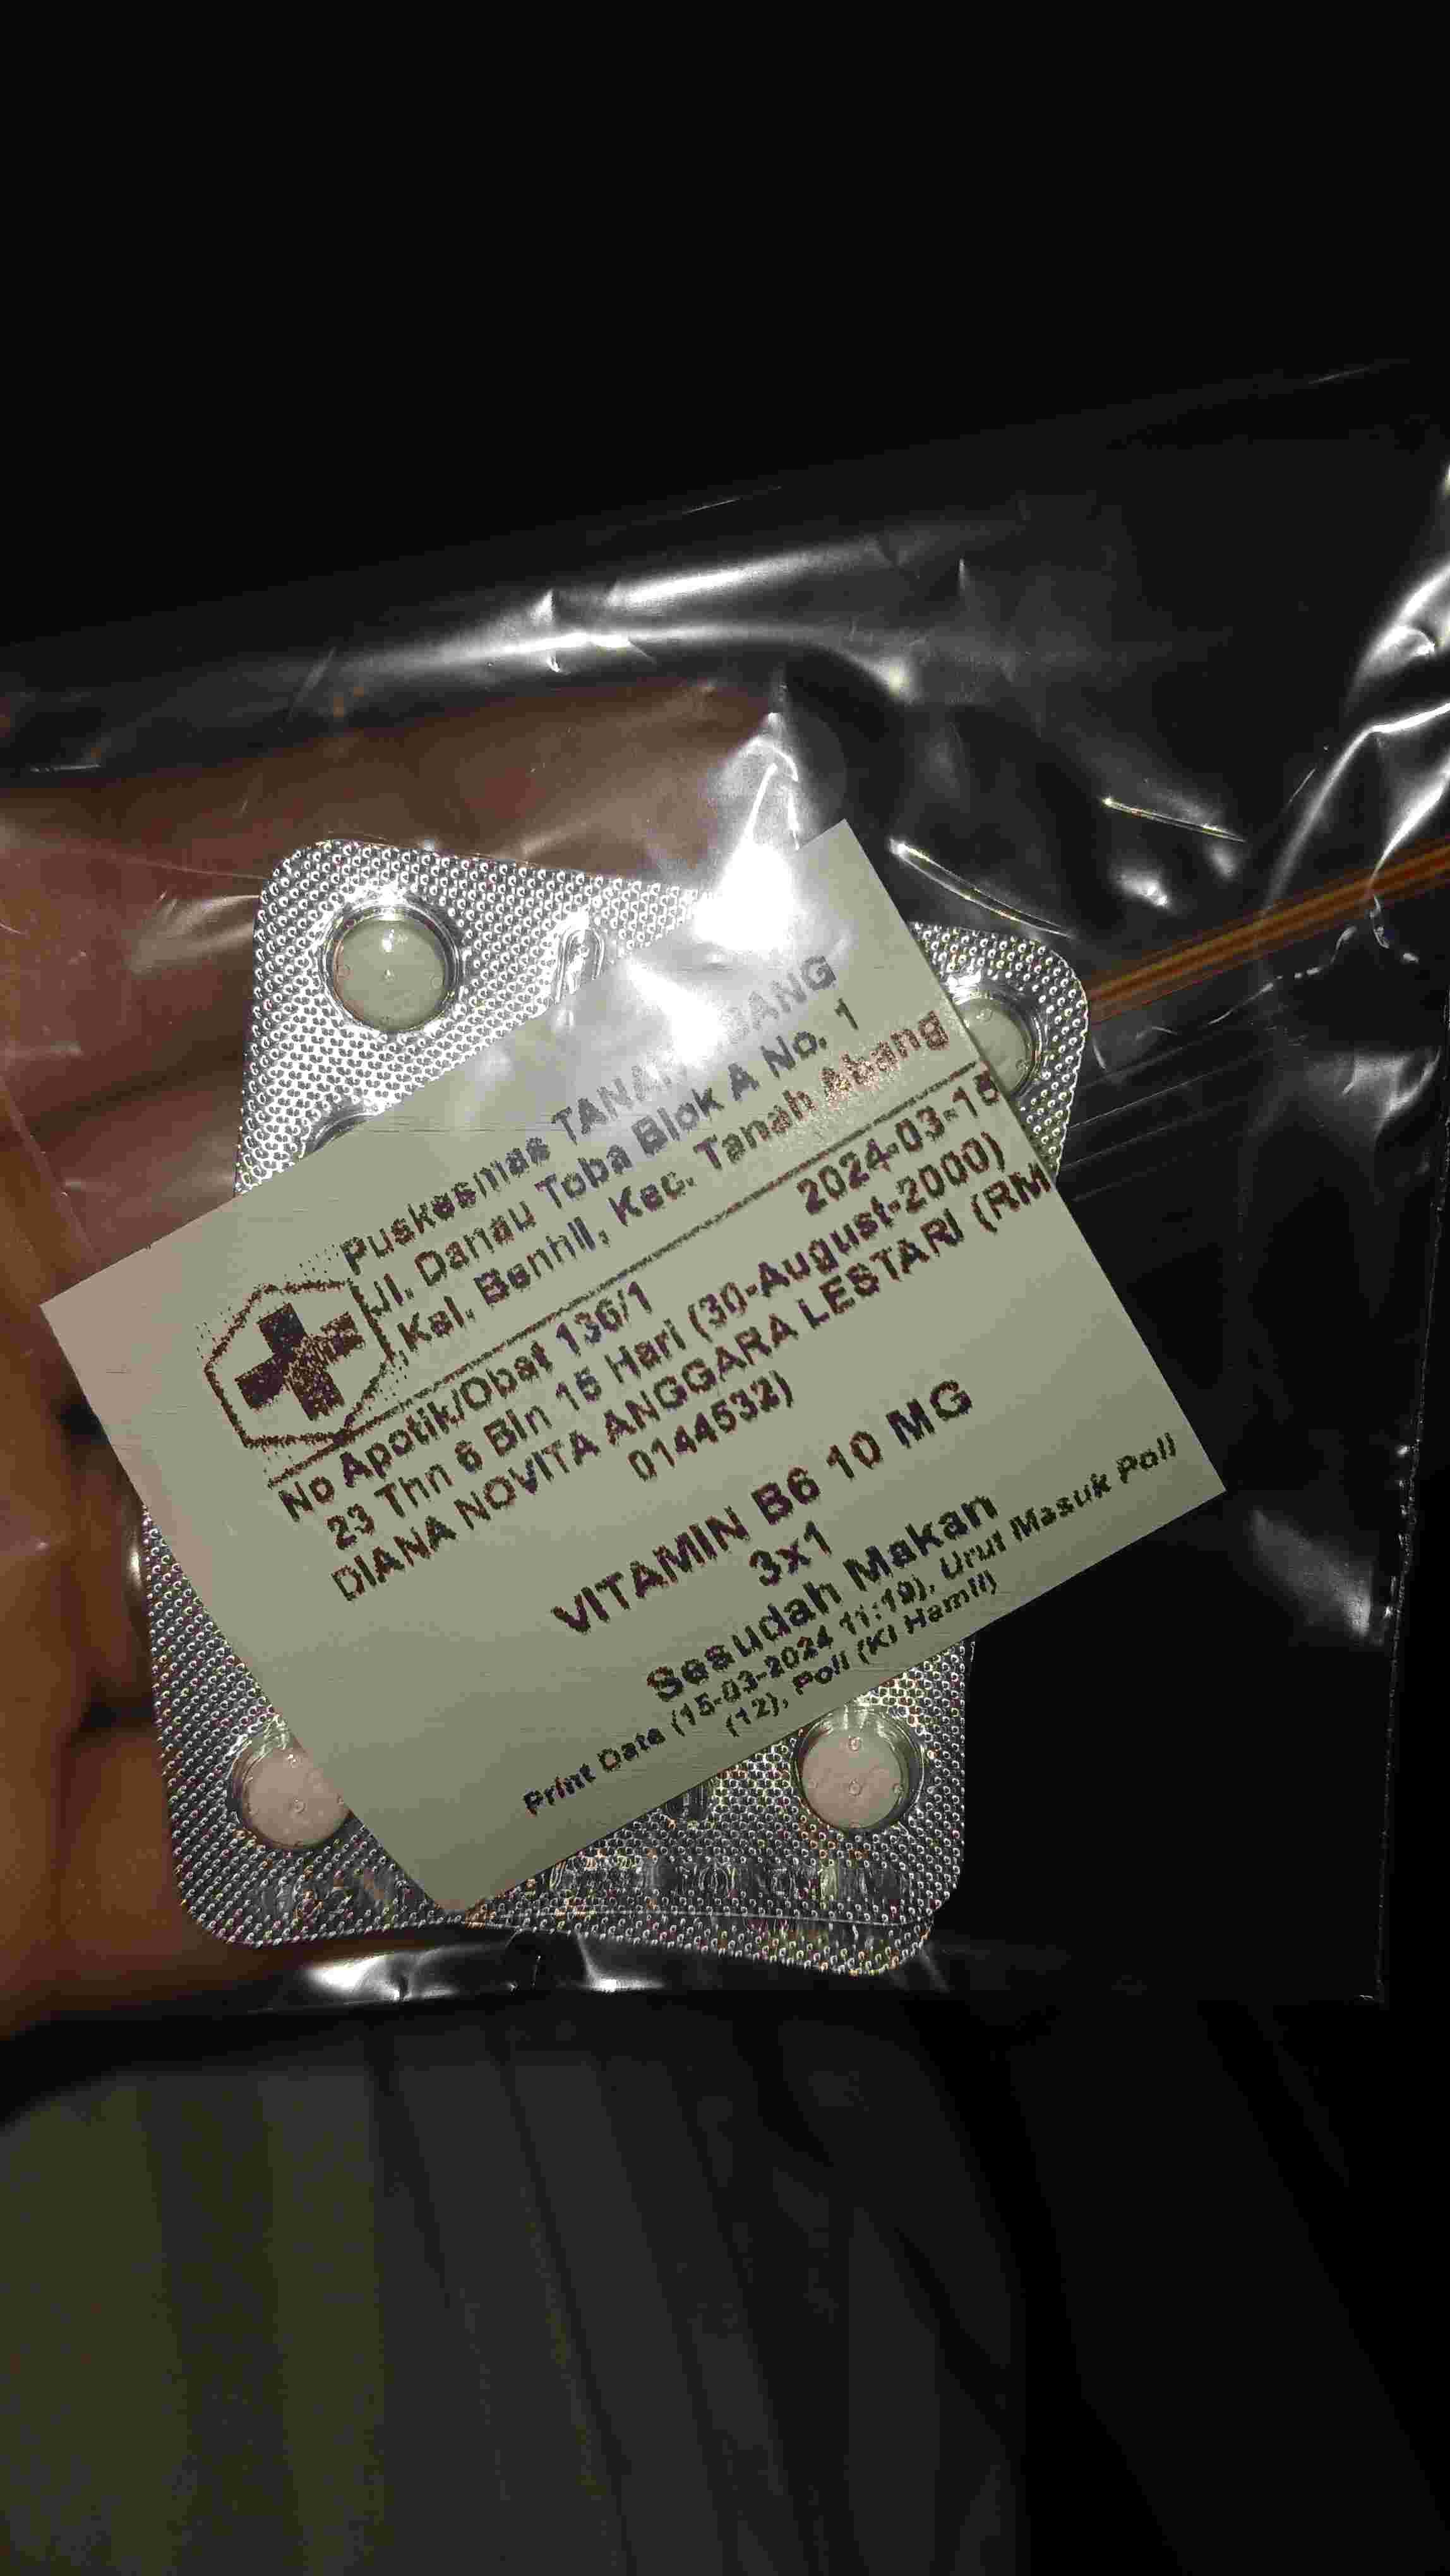 Puskesmas TANAH ABANG
Jl. Danau Toba Blok A No. 1
,Kal. Benhil, Kec. Tanah Abang
No Apotik/Obat 136/1 2024-03-15
23 Thn 6 Bln 15 Hari (30-August-2000)
DIANA NOVITA ANGGARA LESTARI (RM
0144532)
VITAMIN B6 10 MG
3x1
Sesudah Makan
Print Date (15-03-2024 11:19), Urut Masuk Poli
(12), Poli (KI Hamil)